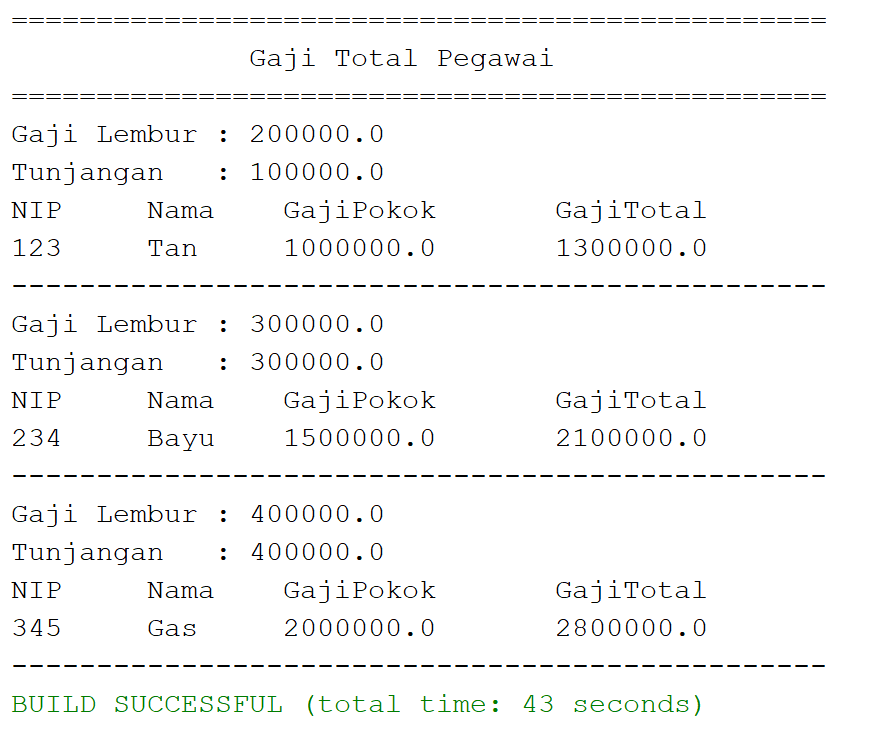 ================================================
              Gaji Total Pegawai
================================================
Gaji Lembur : 200000.0
Tunjangan   : 100000.0
NIP     Nama    GajiPokok       GajiTotal
123     Tan     1000000.0       1300000.0
------------------------------------------------
Gaji Lembur : 300000.0
Tunjangan   : 300000.0
NIP     Nama    GajiPokok       GajiTotal
234     Bayu    1500000.0       2100000.0
------------------------------------------------
Gaji Lembur : 400000.0
Tunjangan   : 400000.0
NIP     Nama    GajiPokok       GajiTotal
345     Gas     2000000.0       2800000.0
------------------------------------------------
BUILD SUCCESSFUL (total time: 43 seconds)